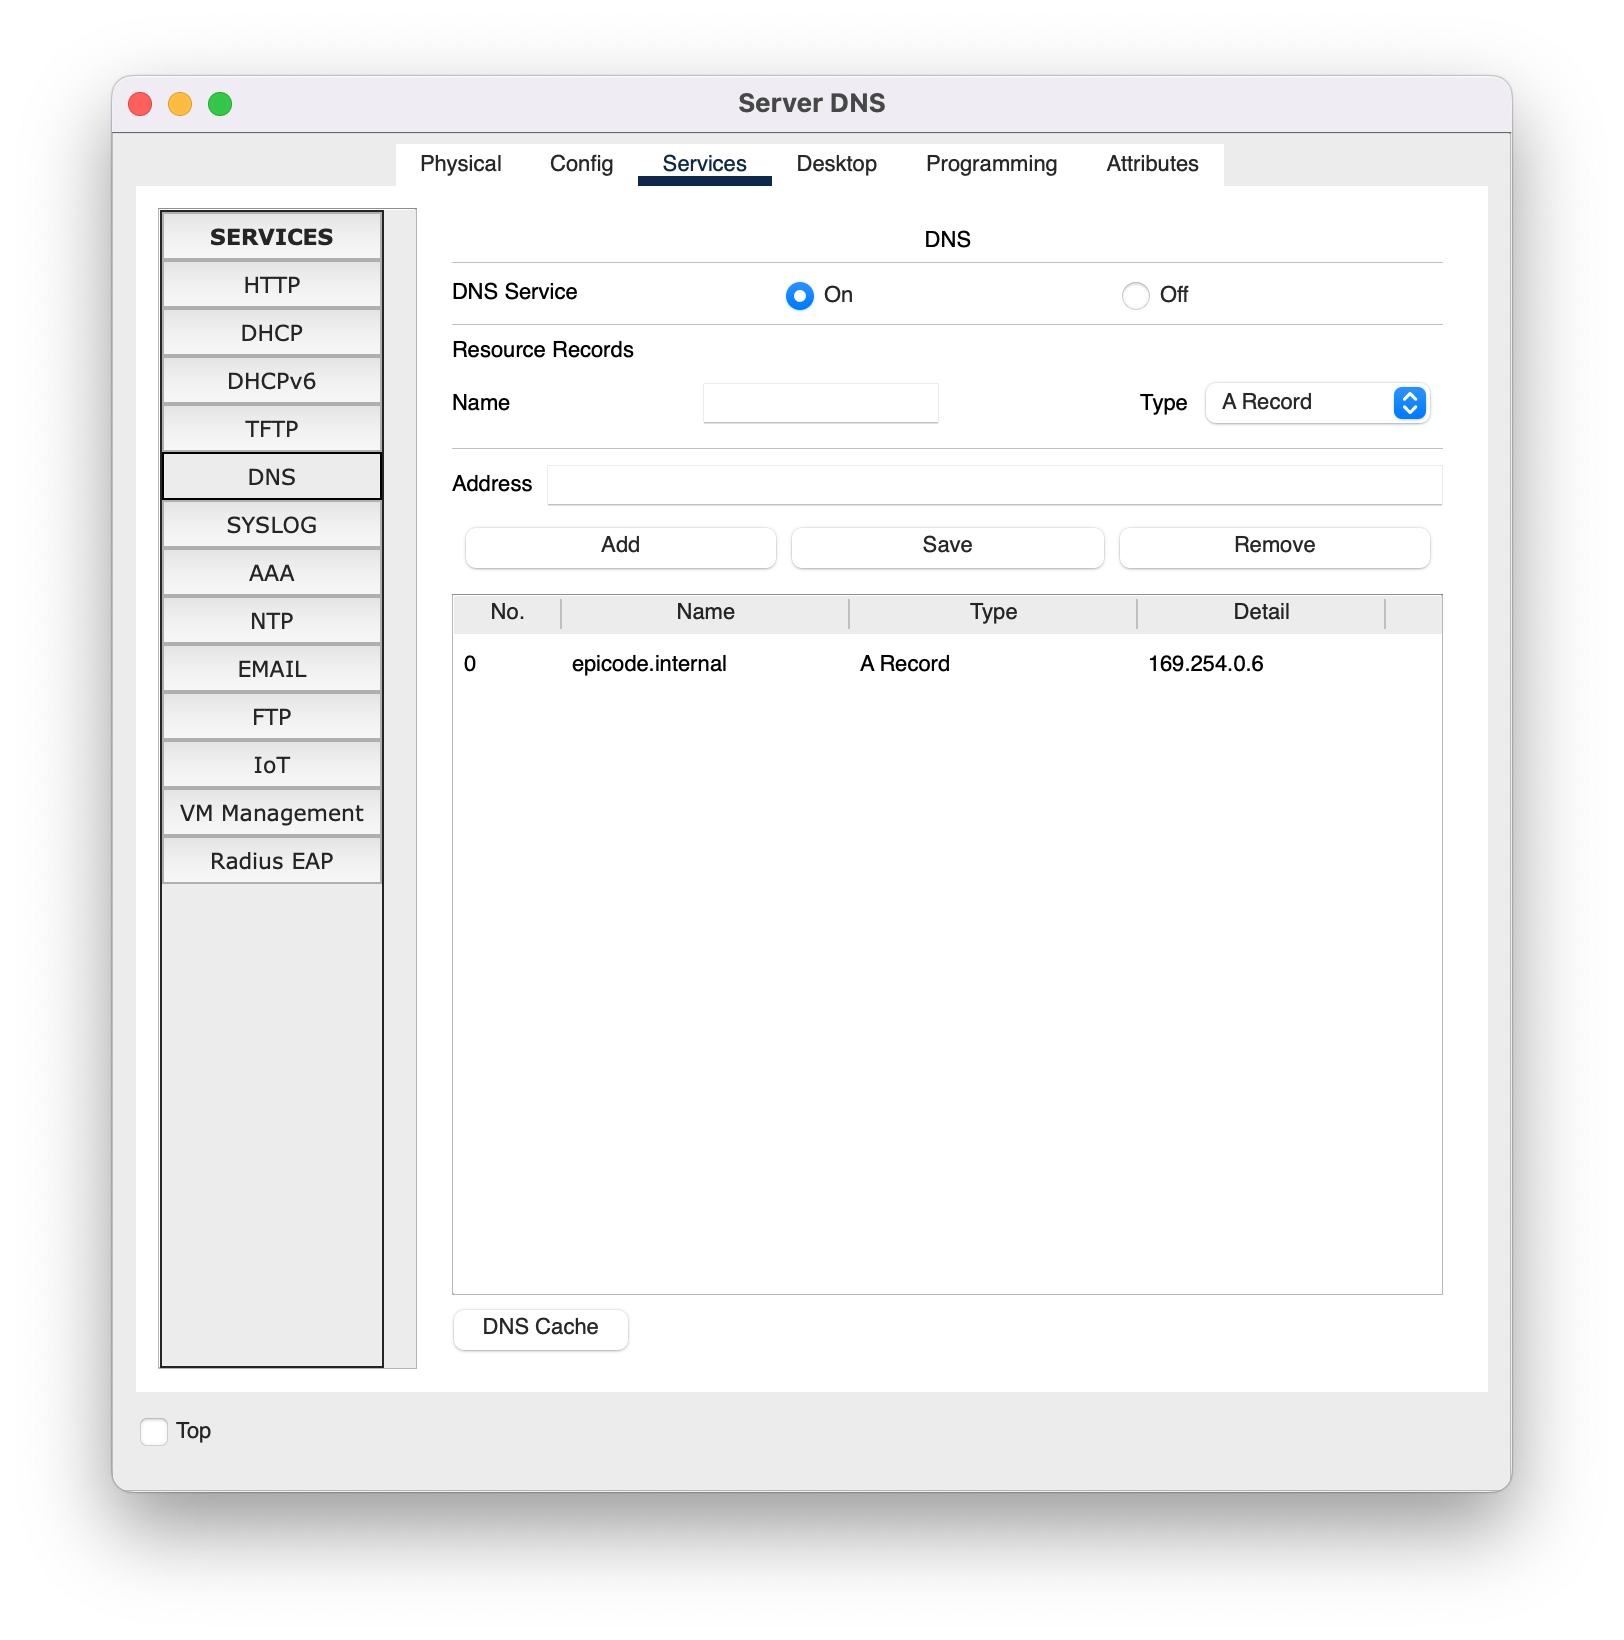 Server DNS
Physical Config Services Desktop Programming Attributes
SERVICES
HTTP
DHCP
DHCPv6
TFTP
DNS
SYSLOG
AAA
NTP
EMAIL
FTP
IoT
VM Management
Radius EAP
DNS
DNS Service On Off
Resource Records
Name Type A Record
Address
Add Save Remove
No. Name Type Detail
0 epicode.internal A Record 169.254.0.6
DNS Cache
Top